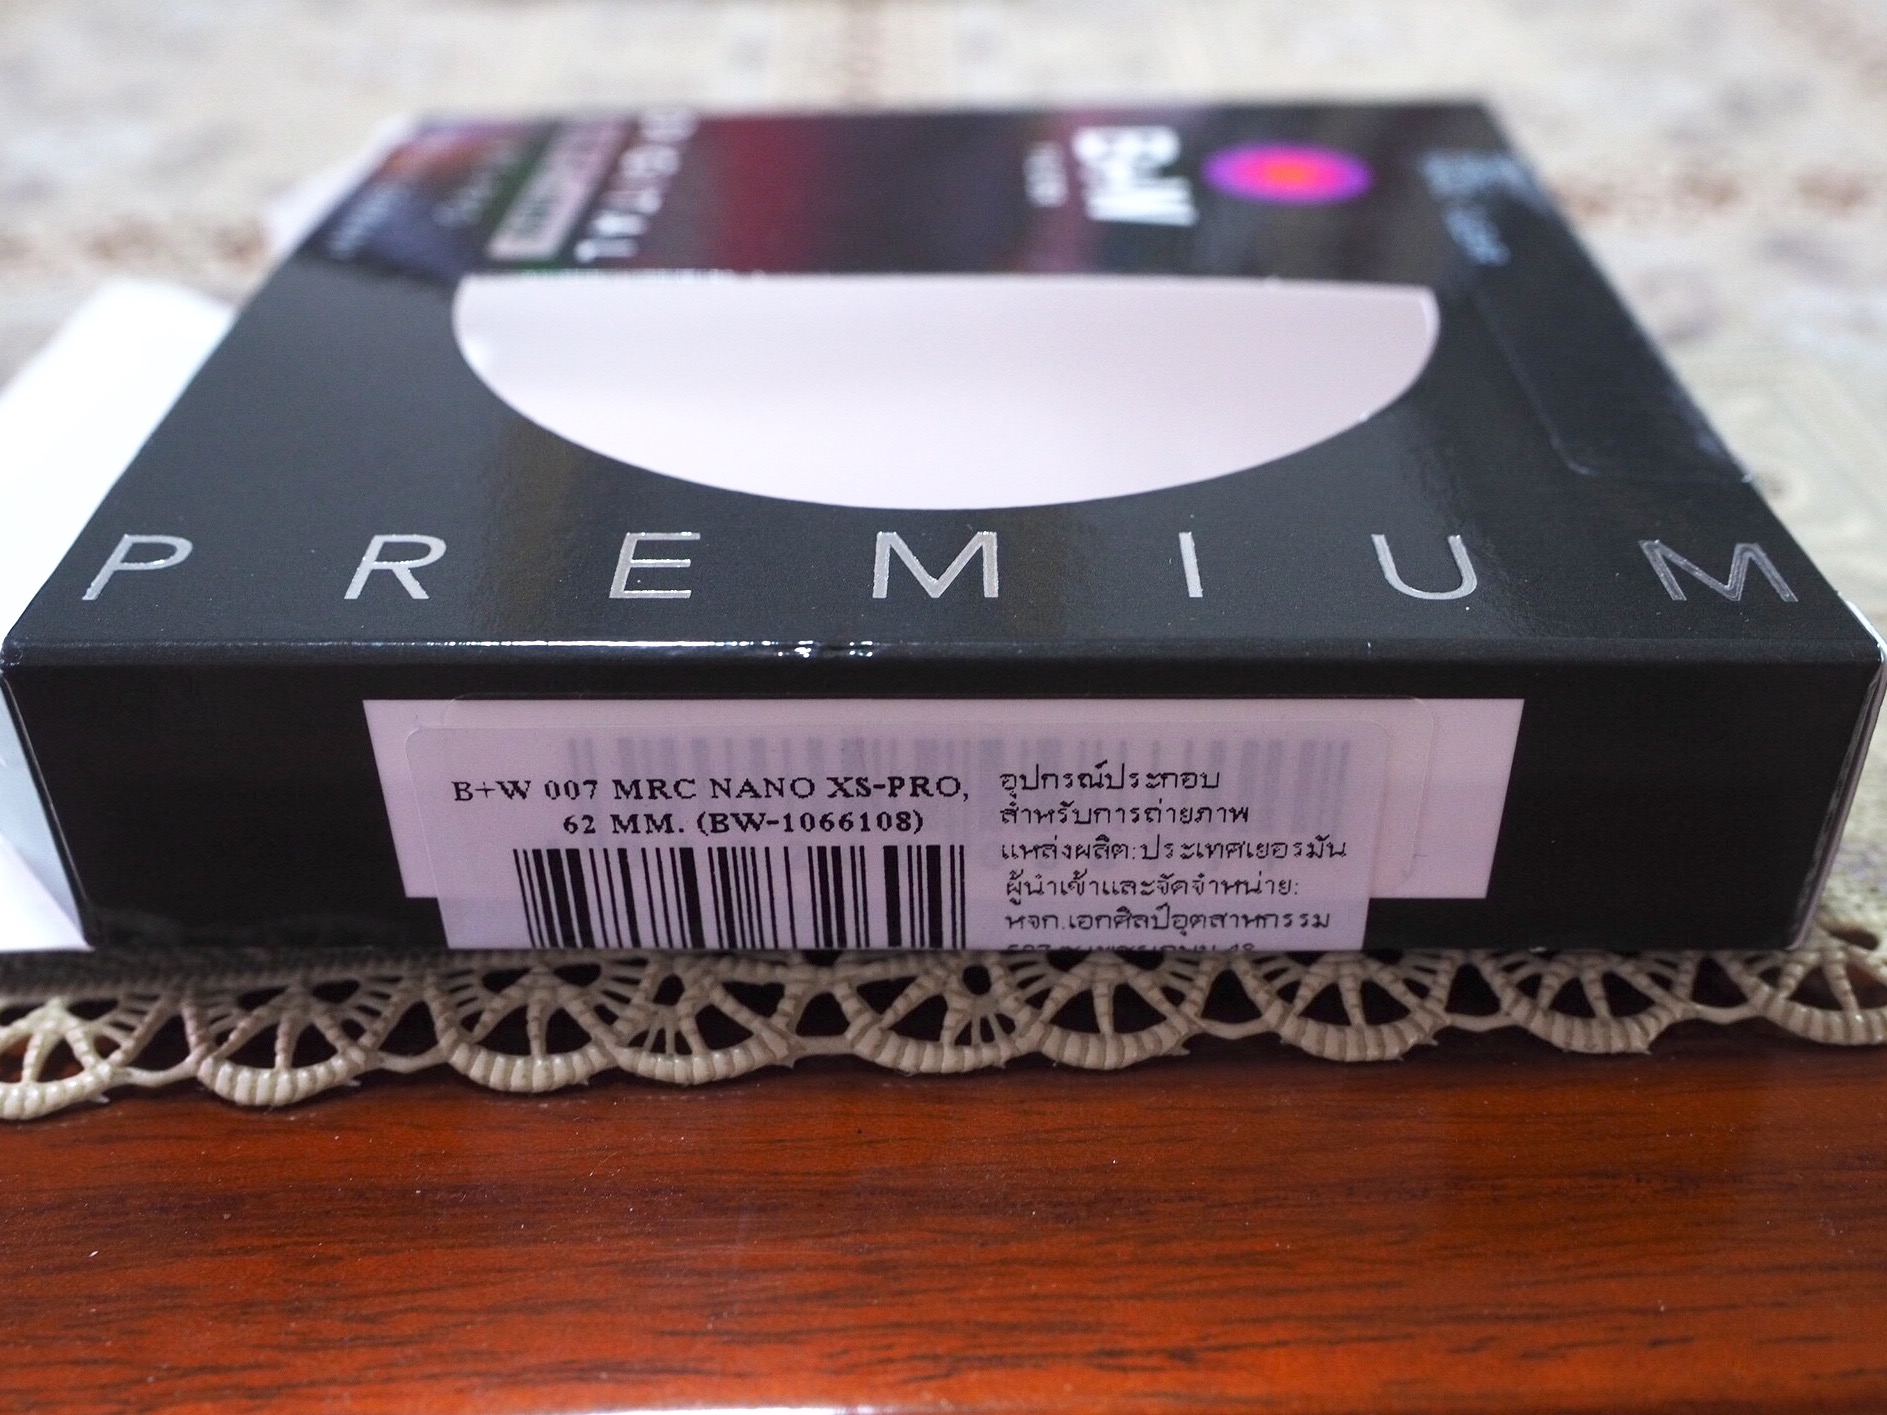 B+W
DIGITAL
PREMIUM
B+W 007 MRC NANO XS-PRO,
62 MM. (BW-1066108)
อุปกรณ์ประกอบ
สำหรับการถ่ายภาพ
แหล่งผลิต:ประเทศเยอรมัน
ผู้นำเข้าและจัดจำหน่าย:
หจก.เอกศิลป์อุตสาหกรรม